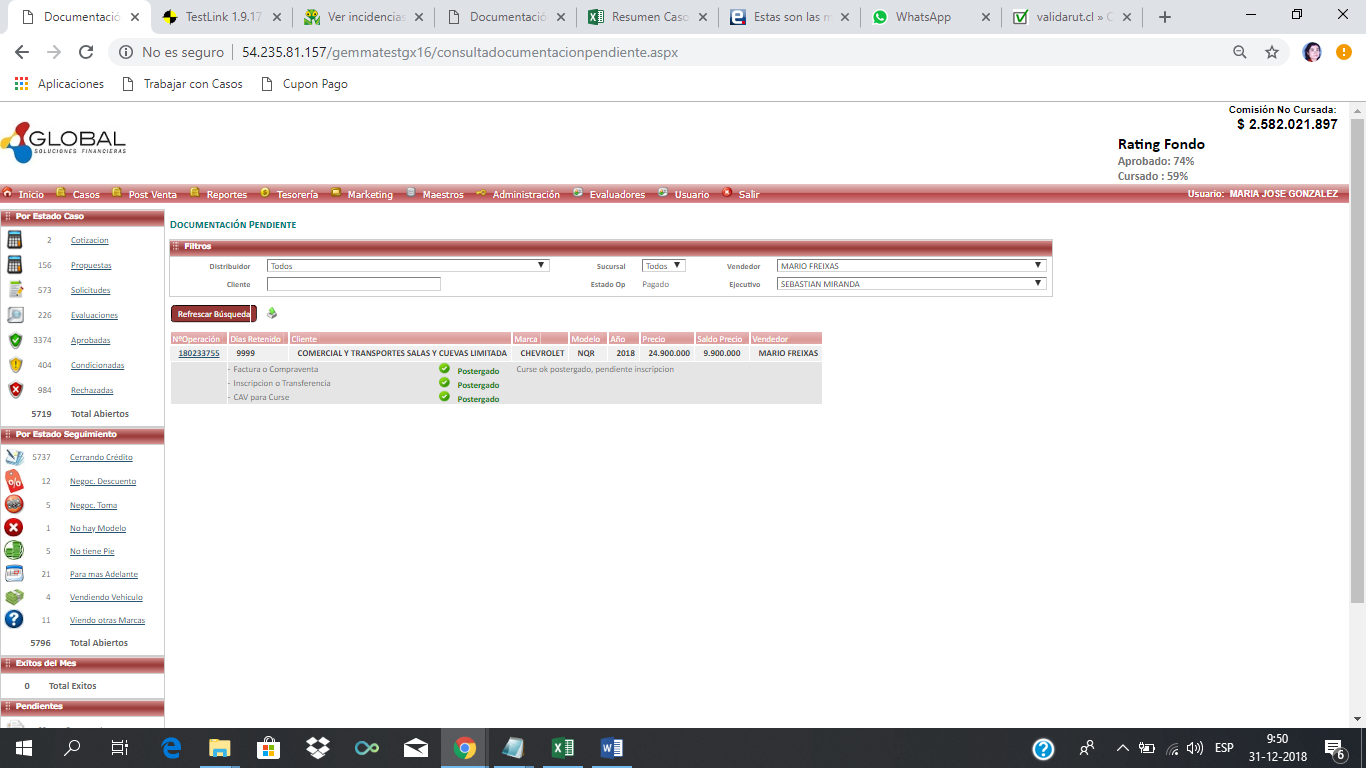 Documentació
TestLink 1.9.17
Ver incidencias
Documentació
Resumen Caso
Estas son las m
WhatsApp
validarut.cl » C
No es seguro
54.235.81.157/gemmatestgx16/consultadocumentacionpendiente.aspx
Aplicaciones
Trabajar con Casos
Cupon Pago
GLOBAL
SOLUCIONES FINANCIERAS
Comisión No Cursada:
$ 2.582.021.897
Rating Fondo
Aprobado: 74%
Cursado : 59%
Inicio Casos Post Venta Reportes Tesorería Marketing Maestros Administración Evaluadores Usuario Salir
Usuario: MARIA JOSE GONZALEZ
Por Estado Caso
2 Cotizacion
156 Propuestas
573 Solicitudes
226 Evaluaciones
3374 Aprobadas
404 Condicionadas
984 Rechazadas
5719 Total Abiertos
Por Estado Seguimiento
5737 Cerrando Crédito
12 Negoc. Descuento
5 Negoc. Toma
1 No hay Modelo
5 No tiene Pie
21 Para mas Adelante
4 Vendiendo Vehiculo
11 Viendo otras Marcas
5796 Total Abiertos
Exitos del Mes
0 Total Exitos
Pendientes
DOCUMENTACIÓN PENDIENTE
Filtros
Distribuidor Todos Sucursal Todos Vendedor MARIO FREIXAS
Cliente Estado Op Pagado Ejecutivo SEBASTIAN MIRANDA
Refrescar Búsqueda
NºOperación Dias Retenido Cliente Marca Modelo Año Precio Saldo Precio Vendedor
180233755 9999 COMERCIAL Y TRANSPORTES SALAS Y CUEVAS LIMITADA CHEVROLET NQR 2018 24.900.000 9.900.000 MARIO FREIXAS
- Factura o Compraventa Postergado Curse ok postergado, pendiente inscripcion
- Inscripcion o Transferencia Postergado
- CAV para Curse Postergado
ESP
9:50
31-12-2018
6